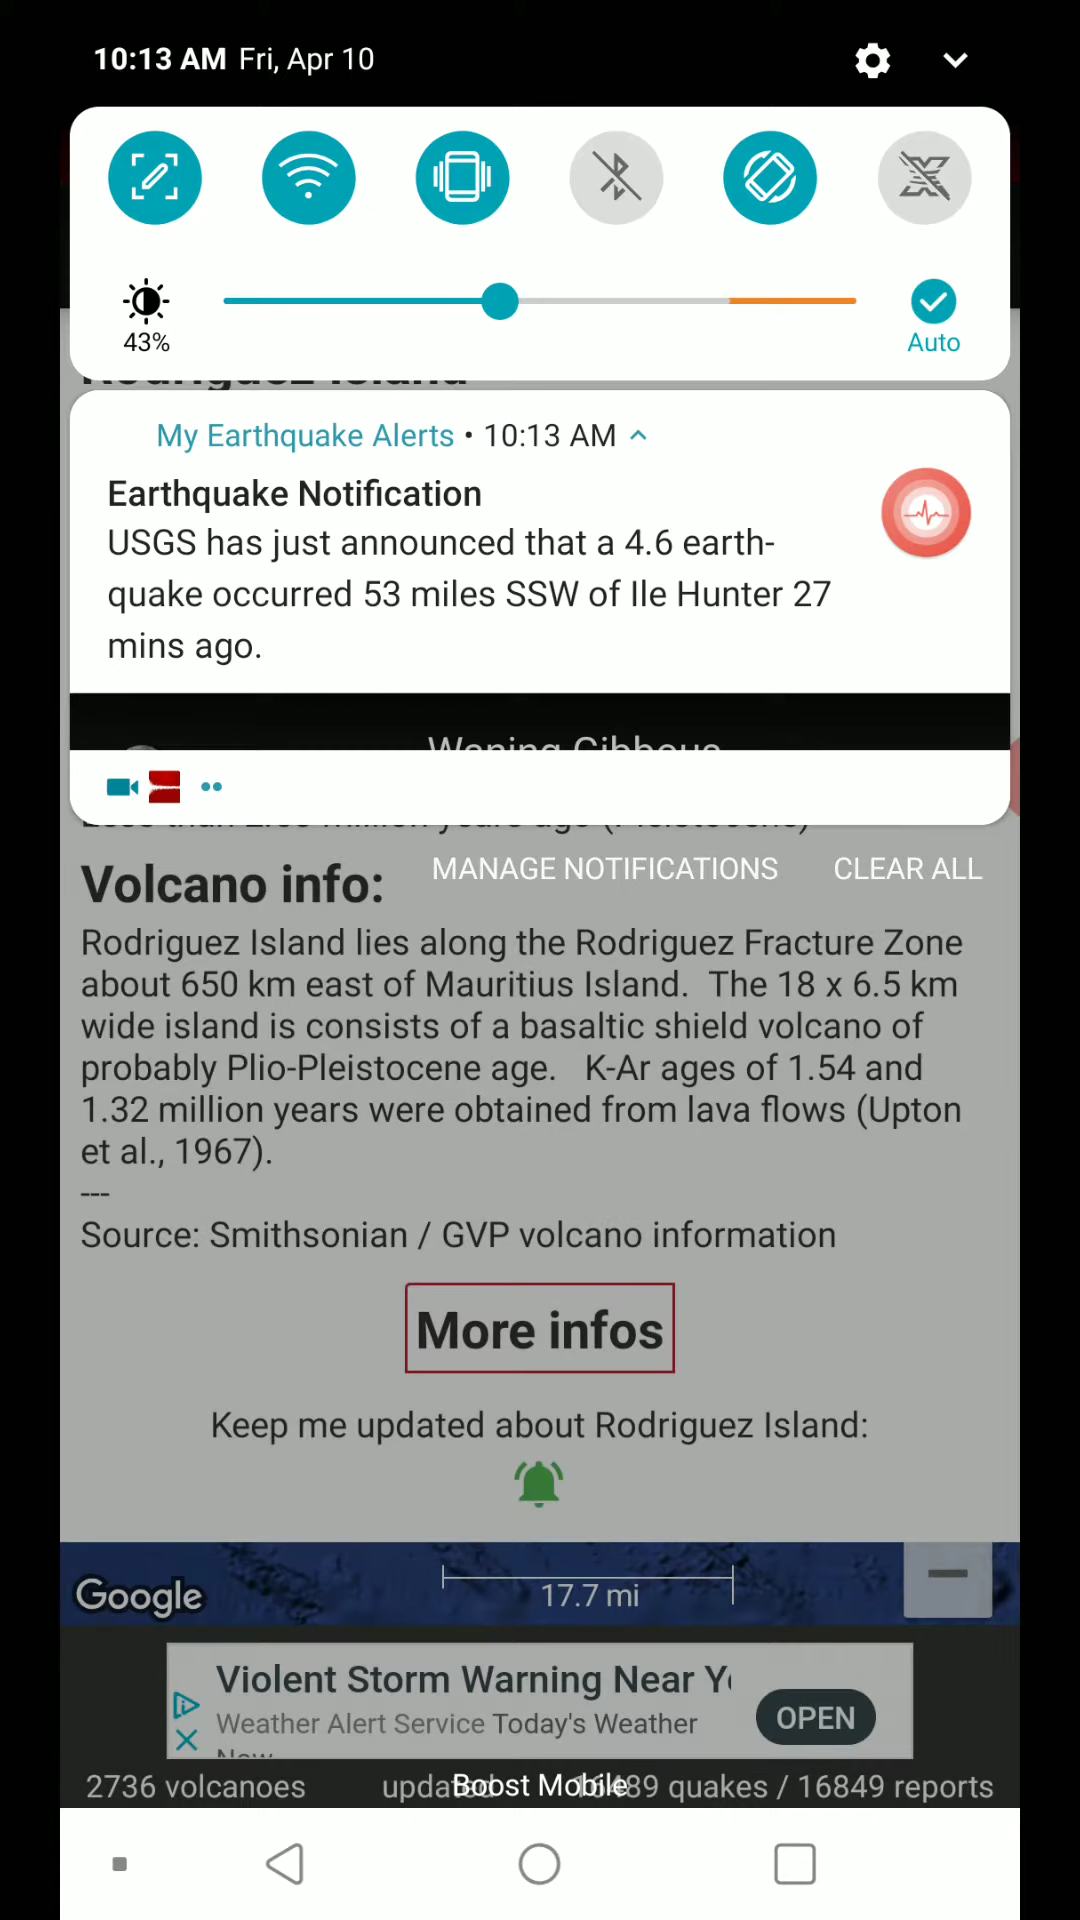 10:13 AM Fri, Apr 10
43%
Auto
Rodriguez Island
My Earthquake Alerts • 10:13 AM
Earthquake Notification
USGS has just announced that a 4.6 earth-
quake occurred 53 miles SSW of Ile Hunter 27
mins ago.
Waning Gibbous
MANAGE NOTIFICATIONS CLEAR ALL
Volcano info:
Rodriguez Island lies along the Rodriguez Fracture Zone
about 650 km east of Mauritius Island. The 18 x 6.5 km
wide island is consists of a basaltic shield volcano of
probably Plio-Pleistocene age. K-Ar ages of 1.54 and
1.32 million years were obtained from lava flows (Upton
et al., 1967).
---
Source: Smithsonian / GVP volcano information
More infos
Keep me updated about Rodriguez Island:
Google
17.7 mi
Violent Storm Warning Near
Weather Alert Service Today's Weather
OPEN
2736 volcanoes updated 16489 quakes / 16849 reports
Boost Mobile